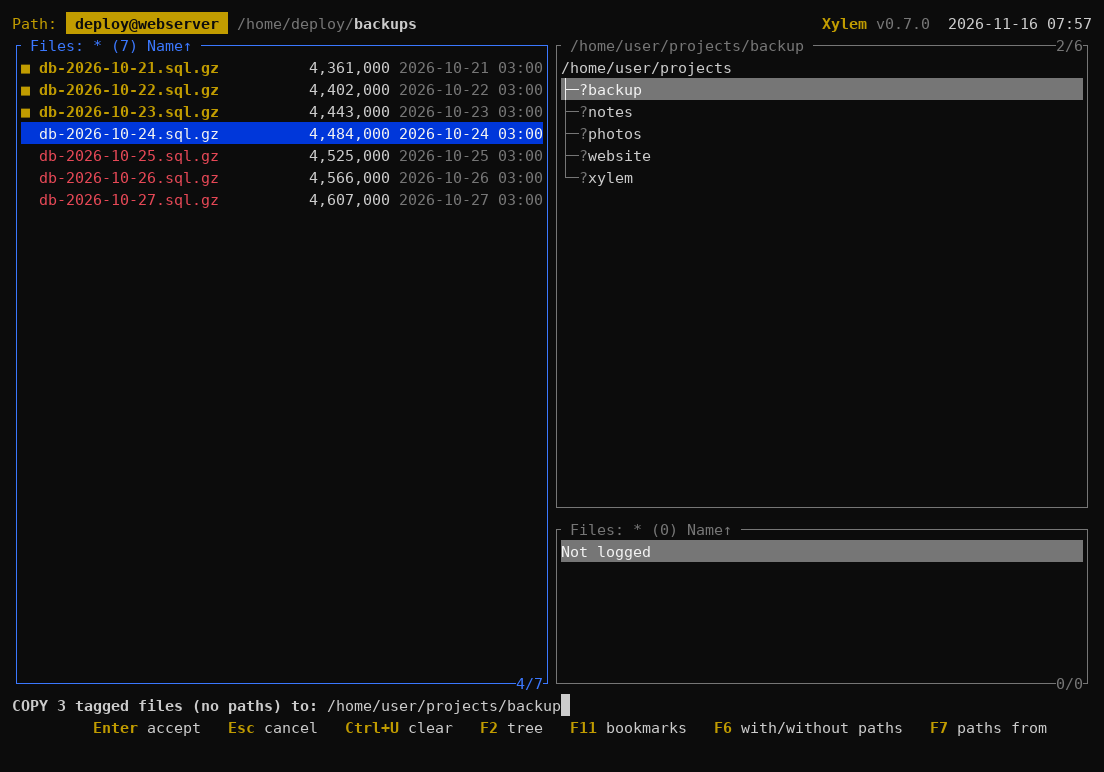 Path: deploy@webserver /home/deploy/backups Xylem v0.7.0 2026-11-16 07:57
Files: * (7) Name↑
■ db-2026-10-21.sql.gz 4,361,000 2026-10-21 03:00
■ db-2026-10-22.sql.gz 4,402,000 2026-10-22 03:00
■ db-2026-10-23.sql.gz 4,443,000 2026-10-23 03:00
db-2026-10-24.sql.gz 4,484,000 2026-10-24 03:00
db-2026-10-25.sql.gz 4,525,000 2026-10-25 03:00
db-2026-10-26.sql.gz 4,566,000 2026-10-26 03:00
db-2026-10-27.sql.gz 4,607,000 2026-10-27 03:00
4/7
/home/user/projects/backup 2/6
/home/user/projects
├─?backup
├─?notes
├─?photos
├─?website
└─?xylem
Files: * (0) Name↑
Not logged
0/0
COPY 3 tagged files (no paths) to: /home/user/projects/backup
Enter accept Esc cancel Ctrl+U clear F2 tree F11 bookmarks F6 with/without paths F7 paths from